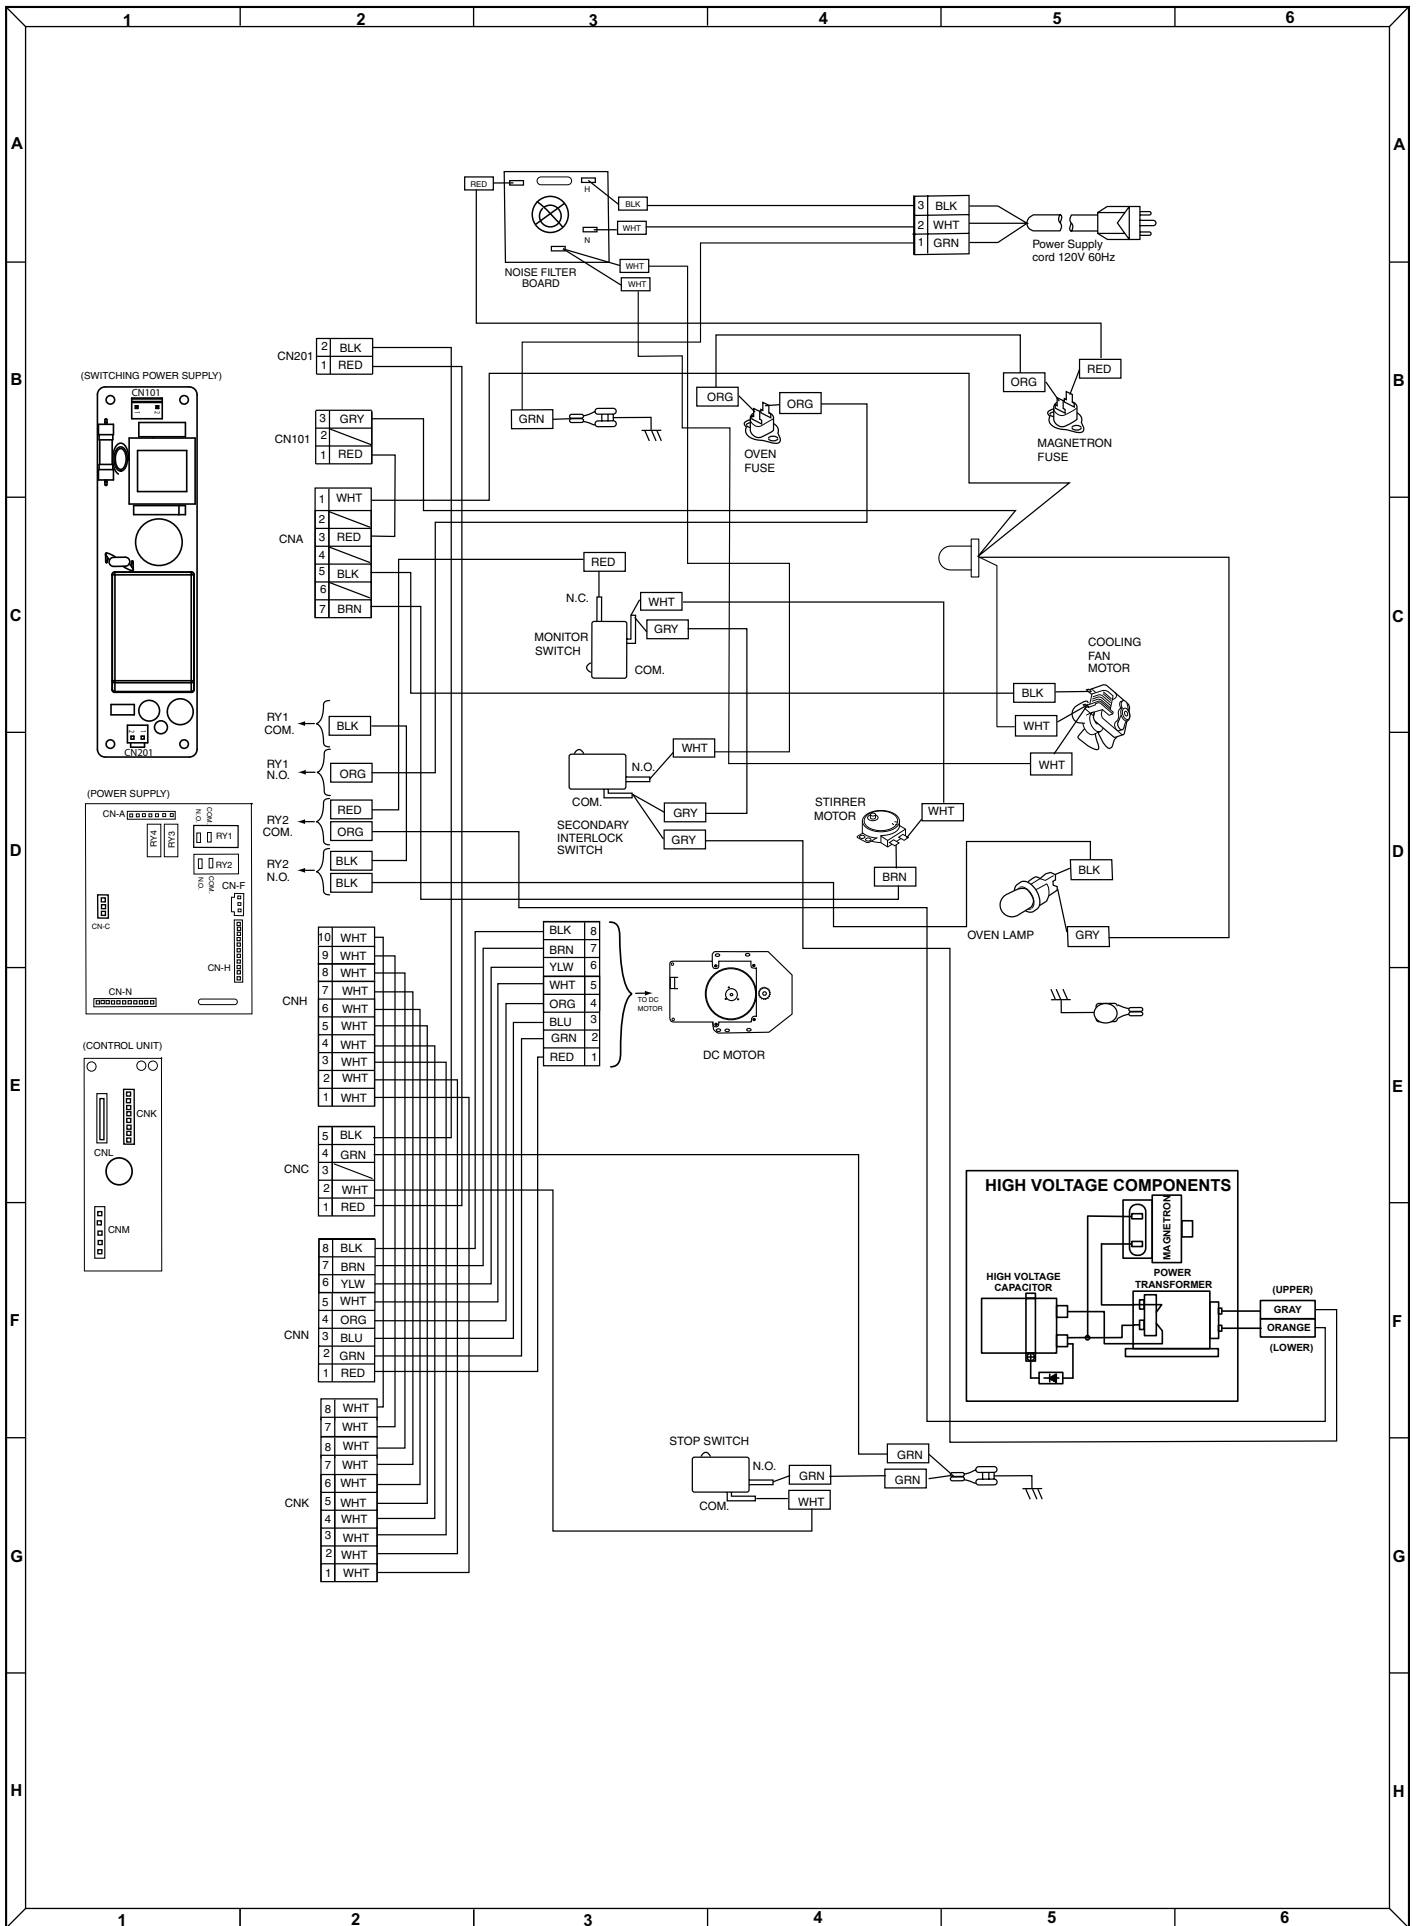 1 2 3 4 5 6
A A
RED
H
BLK
WHT
N
WHT
WHT
NOISE FILTER
BOARD
3 BLK
2 WHT
1 GRN
Power Supply
cord 120V 60Hz
B B
CN201
2 BLK
1 RED
(SWITCHING POWER SUPPLY)
CN101
1 2
CN101
3 GRY
2
1 RED
GRN
ORG
ORG
OVEN
FUSE
ORG
RED
MAGNETRON
FUSE
C C
CNA
1 WHT
2
3 RED
4
5 BLK
6
7 BRN
RED
N.C.
WHT
GRY
MONITOR
SWITCH
COM.
COOLING
FAN
MOTOR
BLK
WHT
WHT
2 1
CN201
RY1
COM.
BLK
RY1
N.O.
ORG
RY2
COM.
RED
ORG
RY2
N.O.
BLK
BLK
D D
WHT
N.O.
COM.
GRY
GRY
SECONDARY
INTERLOCK
SWITCH
STIRRER
MOTOR
WHT
BRN
BLK
OVEN LAMP
GRY
(POWER SUPPLY)
CN-A
RY4
RY3
N.O.
COM.
RY1
RY2
N.O.
COM.
CN-F
CN-C
CN-H
CN-N
E E
CNH
10 WHT
9 WHT
8 WHT
7 WHT
6 WHT
5 WHT
4 WHT
3 WHT
2 WHT
1 WHT
BLK 8
BRN 7
YLW 6
WHT 5
ORG 4
BLU 3
GRN 2
RED 1
TO DC
MOTOR
DC MOTOR
(CONTROL UNIT)
CNK
CNL
CNM
CNC
5 BLK
4 GRN
3
2 WHT
1 RED
F F
CNN
8 BLK
7 BRN
6 YLW
5 WHT
4 ORG
3 BLU
2 GRN
1 RED
HIGH VOLTAGE COMPONENTS
MAGNETRON
HIGH VOLTAGE
CAPACITOR
POWER
TRANSFORMER
(UPPER)
GRAY
ORANGE
(LOWER)
G G
CNK
8 WHT
7 WHT
8 WHT
7 WHT
6 WHT
5 WHT
4 WHT
3 WHT
2 WHT
1 WHT
STOP SWITCH
N.O.
COM.
GRN
WHT
GRN
GRN
H H
1 2 3 4 5 6